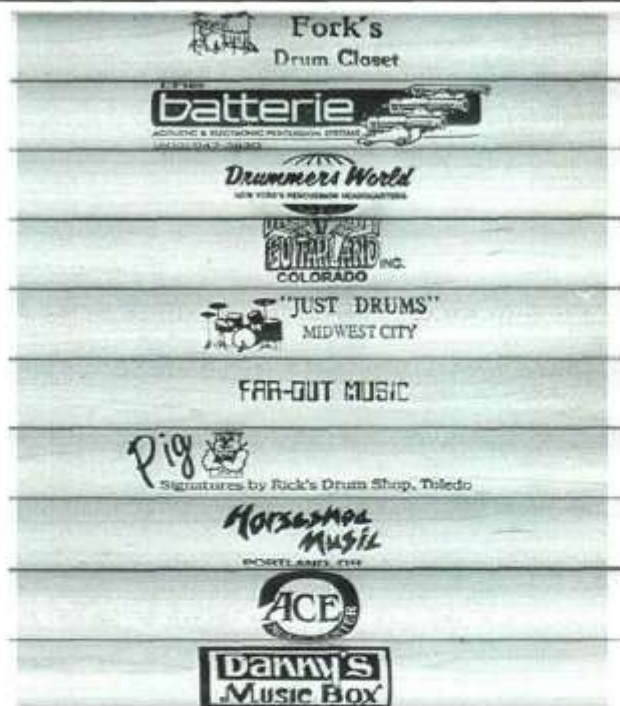 Fork's
Drum Closet
the
batterie
ACOUSTIC & ELECTRONIC PERCUSSION SYSTEMS
Drummers World
NEW YORK'S PERCUSSION HEADQUARTERS
GUITARLAND INC.
COLORADO
"JUST DRUMS"
MIDWEST CITY
FAR-OUT MUSIC
Pig
Signatures by Rick's Drum Shop, Toledo
Horseshoe
Music
PORTLAND, OR
ACE
Danny's
Music Box